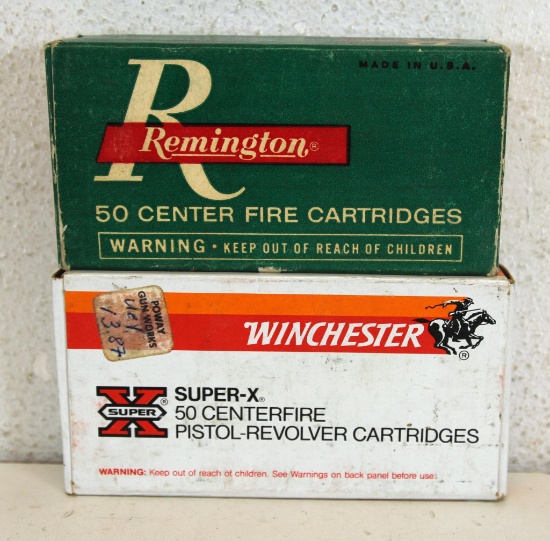 MADE IN U.S.A.
R
Remington®
50 CENTER FIRE CARTRIDGES
WARNING • KEEP OUT OF REACH OF CHILDREN
POWAY
GUN WORKS
13.87
WINCHESTER
®
X
SUPER
®
SUPER-X®
50 CENTERFIRE
PISTOL-REVOLVER CARTRIDGES
WARNING: Keep out of reach of children. See Warnings on back panel before use.